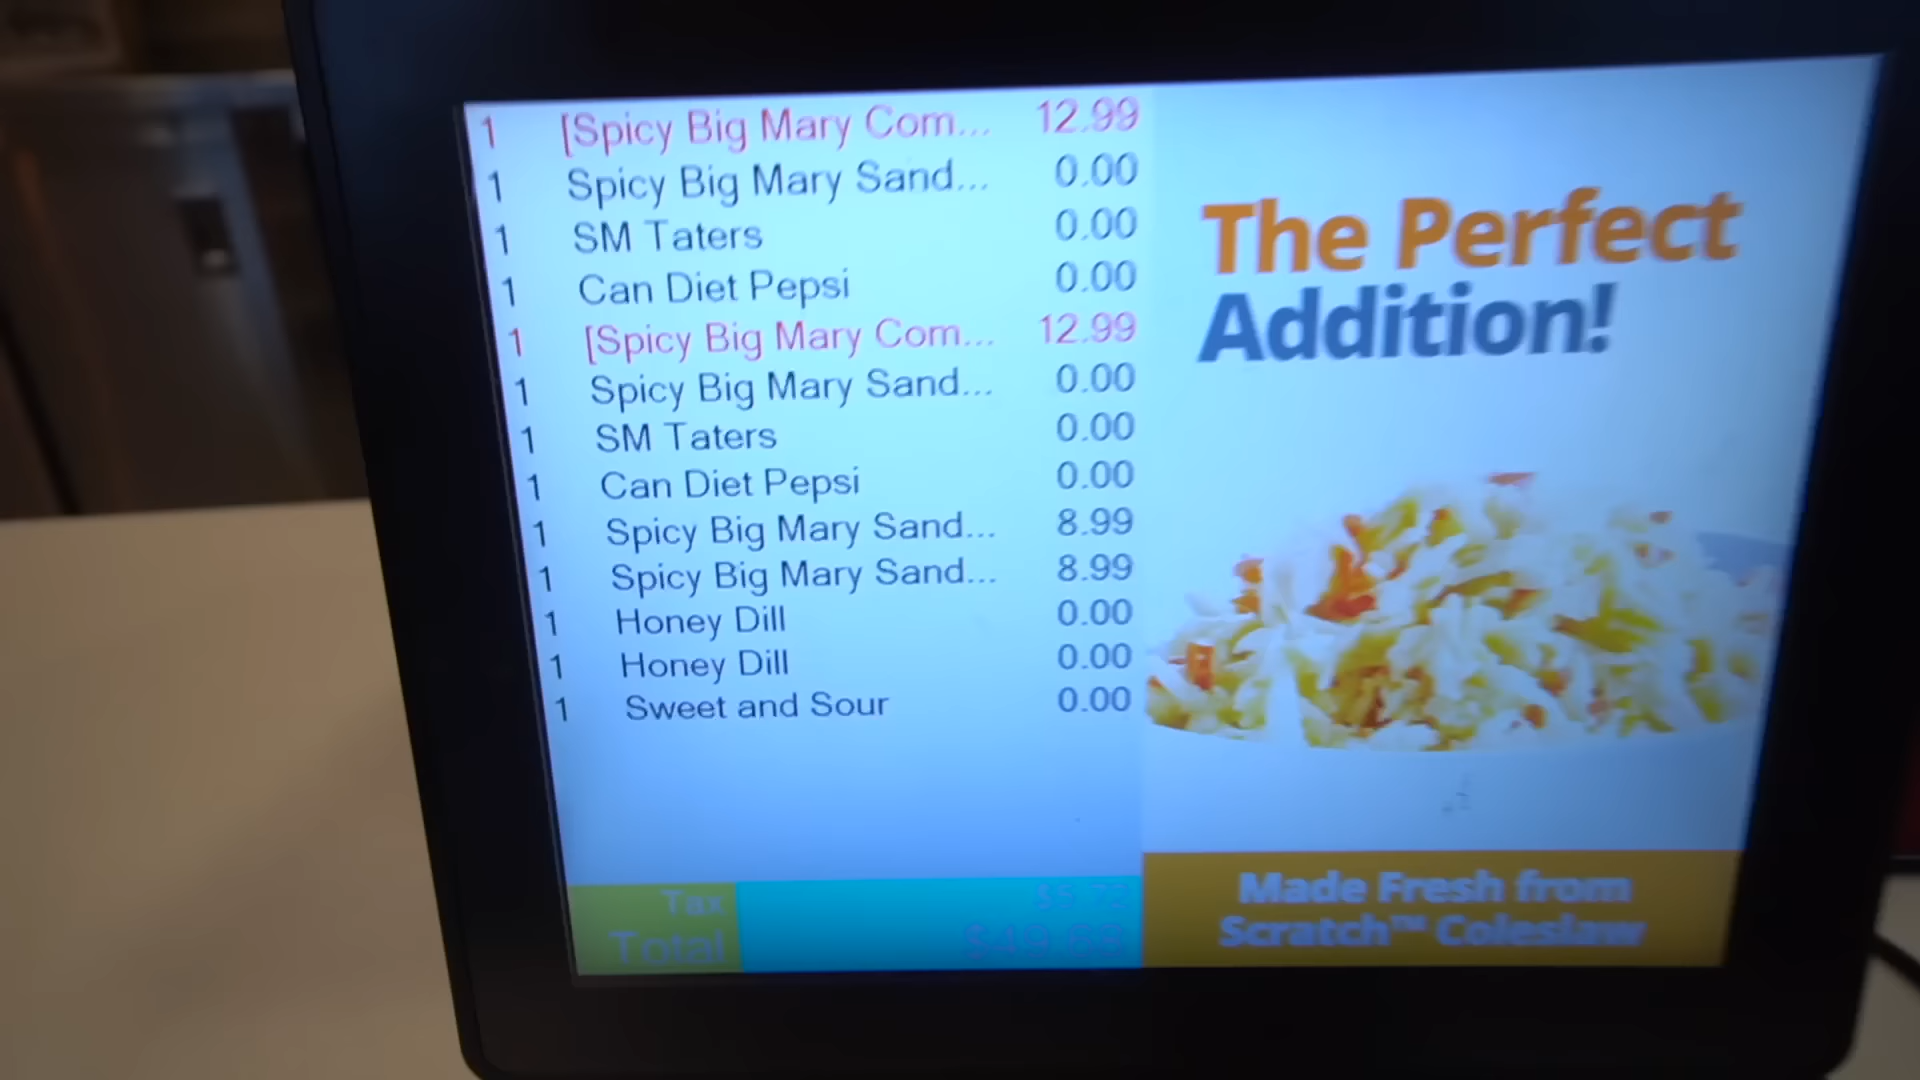 1 [Spicy Big Mary Com... 12.99
1 Spicy Big Mary Sand... 0.00
1 SM Taters 0.00
1 Can Diet Pepsi 0.00
1 [Spicy Big Mary Com... 12.99
1 Spicy Big Mary Sand... 0.00
1 SM Taters 0.00
1 Can Diet Pepsi 0.00
1 Spicy Big Mary Sand... 8.99
1 Spicy Big Mary Sand... 8.99
1 Honey Dill 0.00
1 Honey Dill 0.00
1 Sweet and Sour 0.00
Tax $5.72
Total $49.68
The Perfect
Addition!
Made Fresh from
Scratch™ Coleslaw